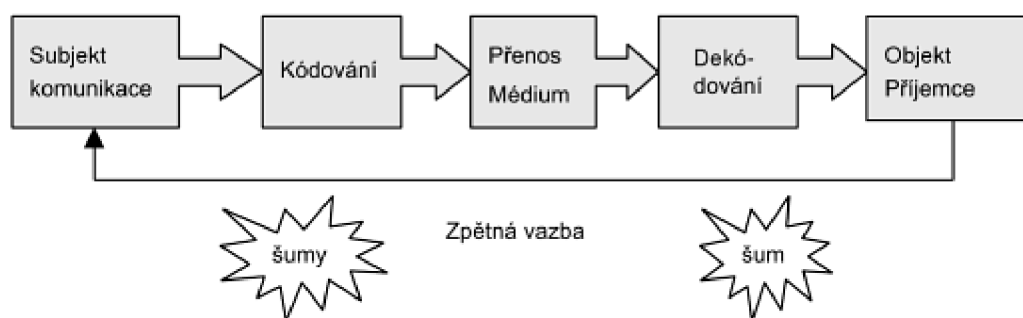 Subjekt
komunikace
Kódování
Přenos
Médium
Dekó-
dování
Objekt
Příjemce
Zpětná vazba
šumy
šum